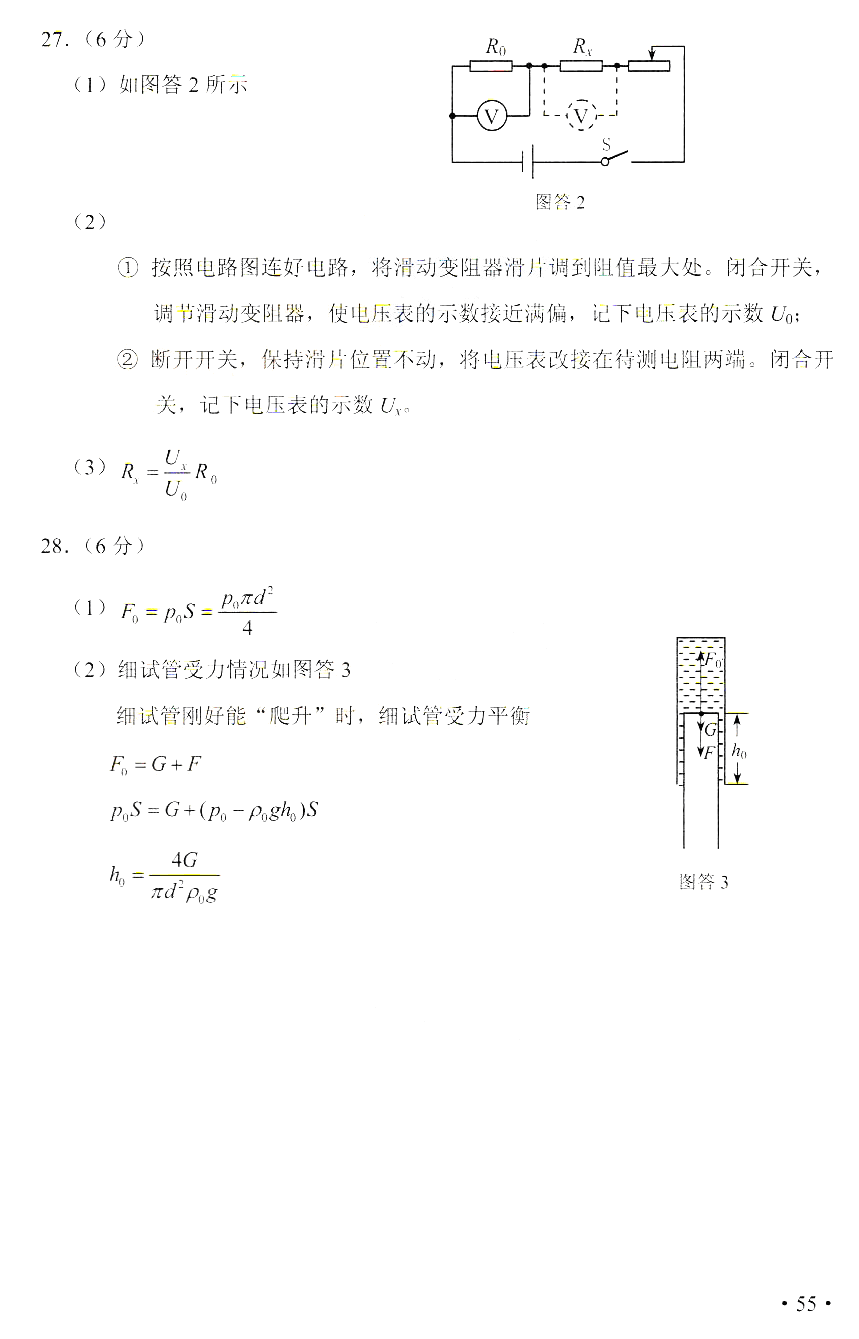 27.（6 分）
（1）如图答 2 所示
R₀ Rₓ
V V
S
图答 2
（2）
① 按照电路图连好电路，将滑动变阻器滑片调到阻值最大处。闭合开关，
调节滑动变阻器，使电压表的示数接近满偏，记下电压表的示数 U₀；
② 断开开关，保持滑片位置不动，将电压表改接在待测电阻两端。闭合开
关，记下电压表的示数 Uₓ。
（3） Rₓ = Uₓ/U₀ R₀
28.（6 分）
（1） F₀ = p₀S = p₀πd²/4
（2）细试管受力情况如图答 3
细试管刚好能“爬升”时，细试管受力平衡
F₀ = G + F
p₀S = G + (p₀ − ρ₀gh₀)S
h₀ = 4G/πd²ρ₀g
F₀
G
F h₀
图答 3
· 55 ·